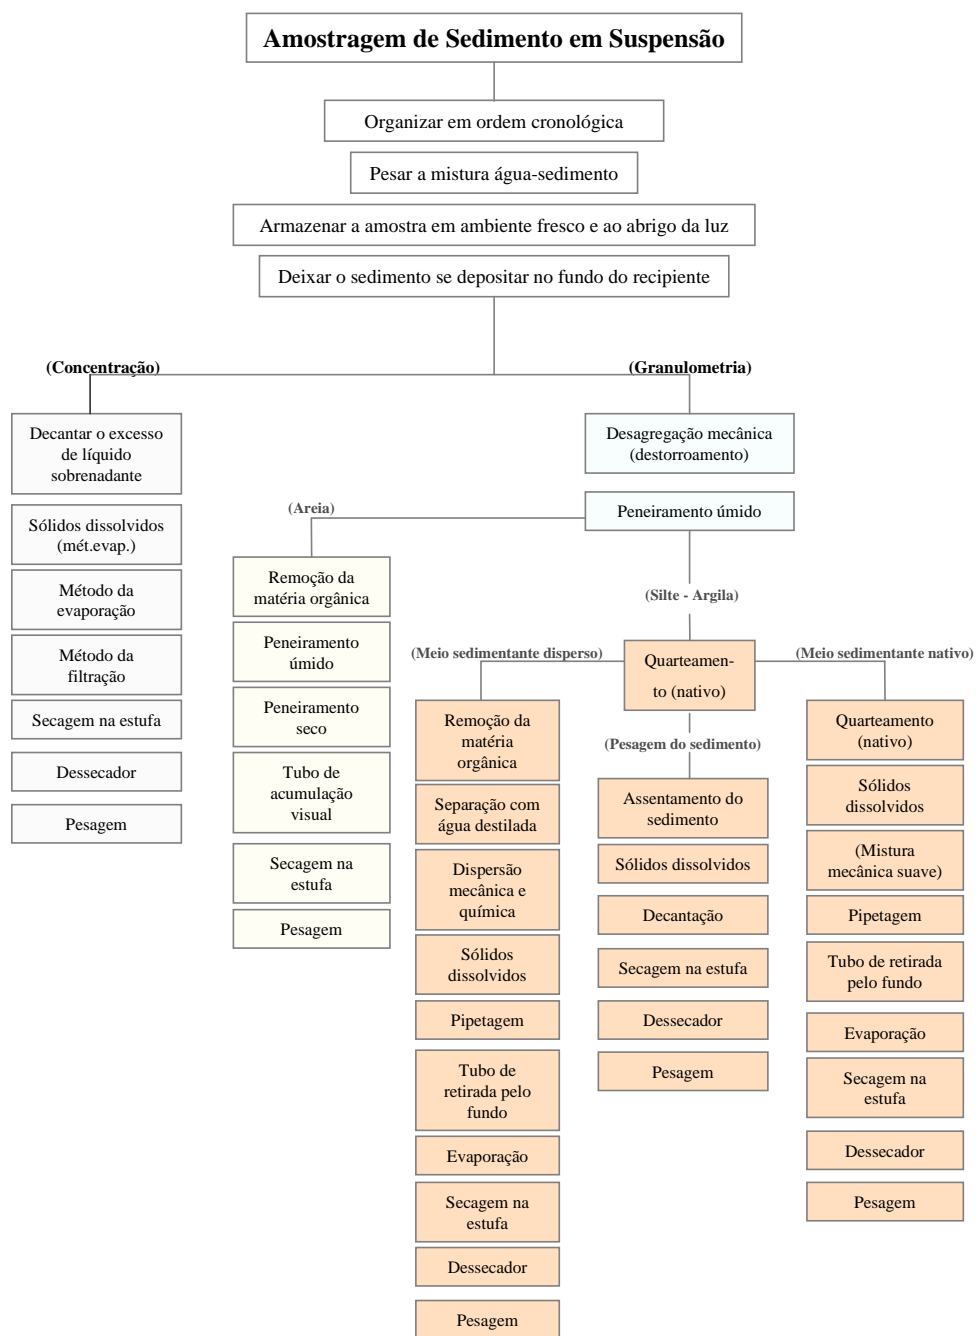 Amostragem de Sedimento em Suspensão
Organizar em ordem cronológica
Pesar a mistura água-sedimento
Armazenar a amostra em ambiente fresco e ao abrigo da luz
Deixar o sedimento se depositar no fundo do recipiente
(Concentração)
Decantar o excesso
de líquido
sobrenadante
Sólidos dissolvidos
(mét.evap.)
Método da
evaporação
Método da
filtração
Secagem na estufa
Dessecador
Pesagem
(Granulometria)
Desagregação mecânica
(destorroamento)
Peneiramento úmido
(Areia)
Remoção da
matéria orgânica
Peneiramento
úmido
Peneiramento
seco
Tubo de
acumulação
visual
Secagem na
estufa
Pesagem
(Silte - Argila)
Quarteamen-
to (nativo)
(Meio sedimentante disperso)
Remoção da
matéria
orgânica
Separação com
água destilada
Dispersão
mecânica e
química
Sólidos
dissolvidos
Pipetagem
Tubo de
retirada pelo
fundo
Evaporação
Secagem na
estufa
Dessecador
Pesagem
(Pesagem do sedimento)
Assentamento do
sedimento
Sólidos dissolvidos
Decantação
Secagem na estufa
Dessecador
Pesagem
(Meio sedimentante nativo)
Quarteamento
(nativo)
Sólidos
dissolvidos
(Mistura
mecânica suave)
Pipetagem
Tubo de retirada
pelo fundo
Evaporação
Secagem na
estufa
Dessecador
Pesagem